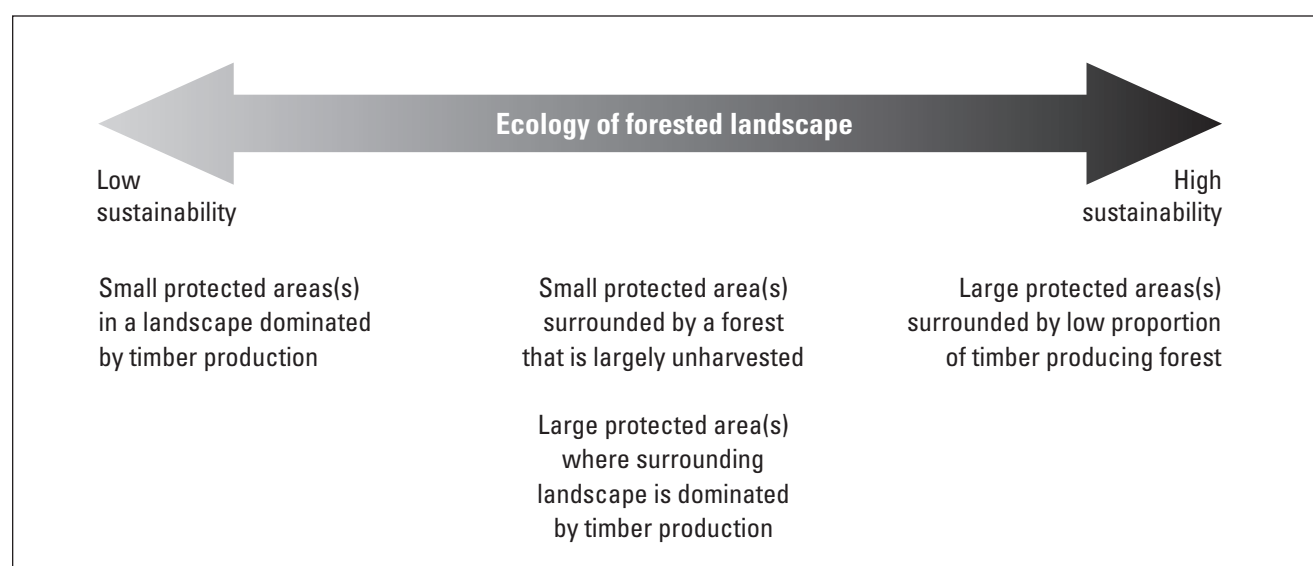 Ecology of forested landscape
Low
sustainability
High
sustainability
Small protected areas(s)
in a landscape dominated
by timber production
Small protected area(s)
surrounded by a forest
that is largely unharvested
Large protected area(s)
where surrounding
landscape is dominated
by timber production
Large protected areas(s)
surrounded by low proportion
of timber producing forest